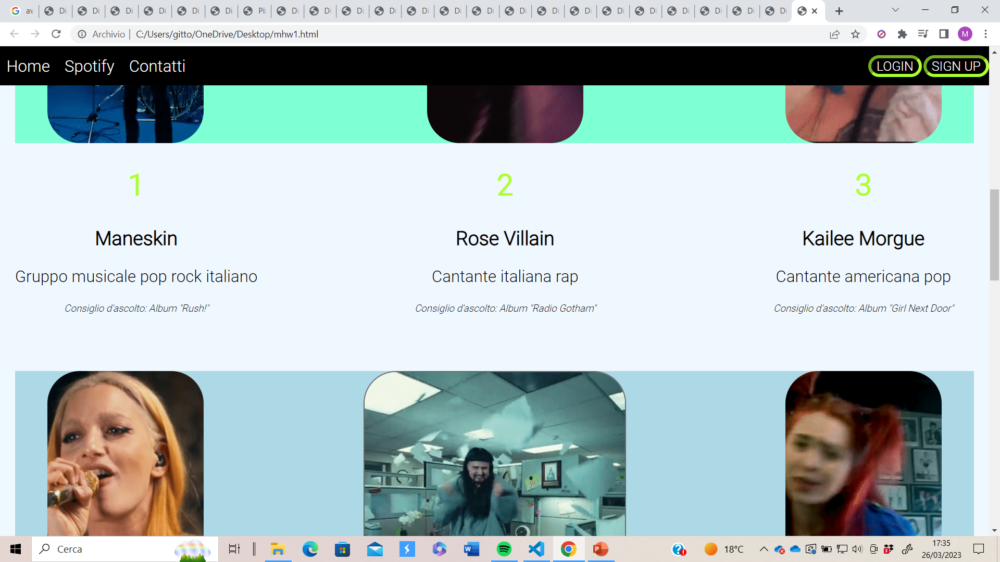 av Di Di Di Di Di Di Pi: Di Di Di Di Di Di Di Di Di Di Di Di Di Di Di Di
Archivio | C:/Users/gitto/OneDrive/Desktop/mhw1.html
M
Home Spotify Contatti LOGIN SIGN UP
1 2 3
Maneskin Rose Villain Kailee Morgue
Gruppo musicale pop rock italiano Cantante italiana rap Cantante americana pop
Consiglio d'ascolto: Album "Rush!" Consiglio d'ascolto: Album "Radio Gotham" Consiglio d'ascolto: Album "Girl Next Door"
Cerca 18°C 17:35
26/03/2023